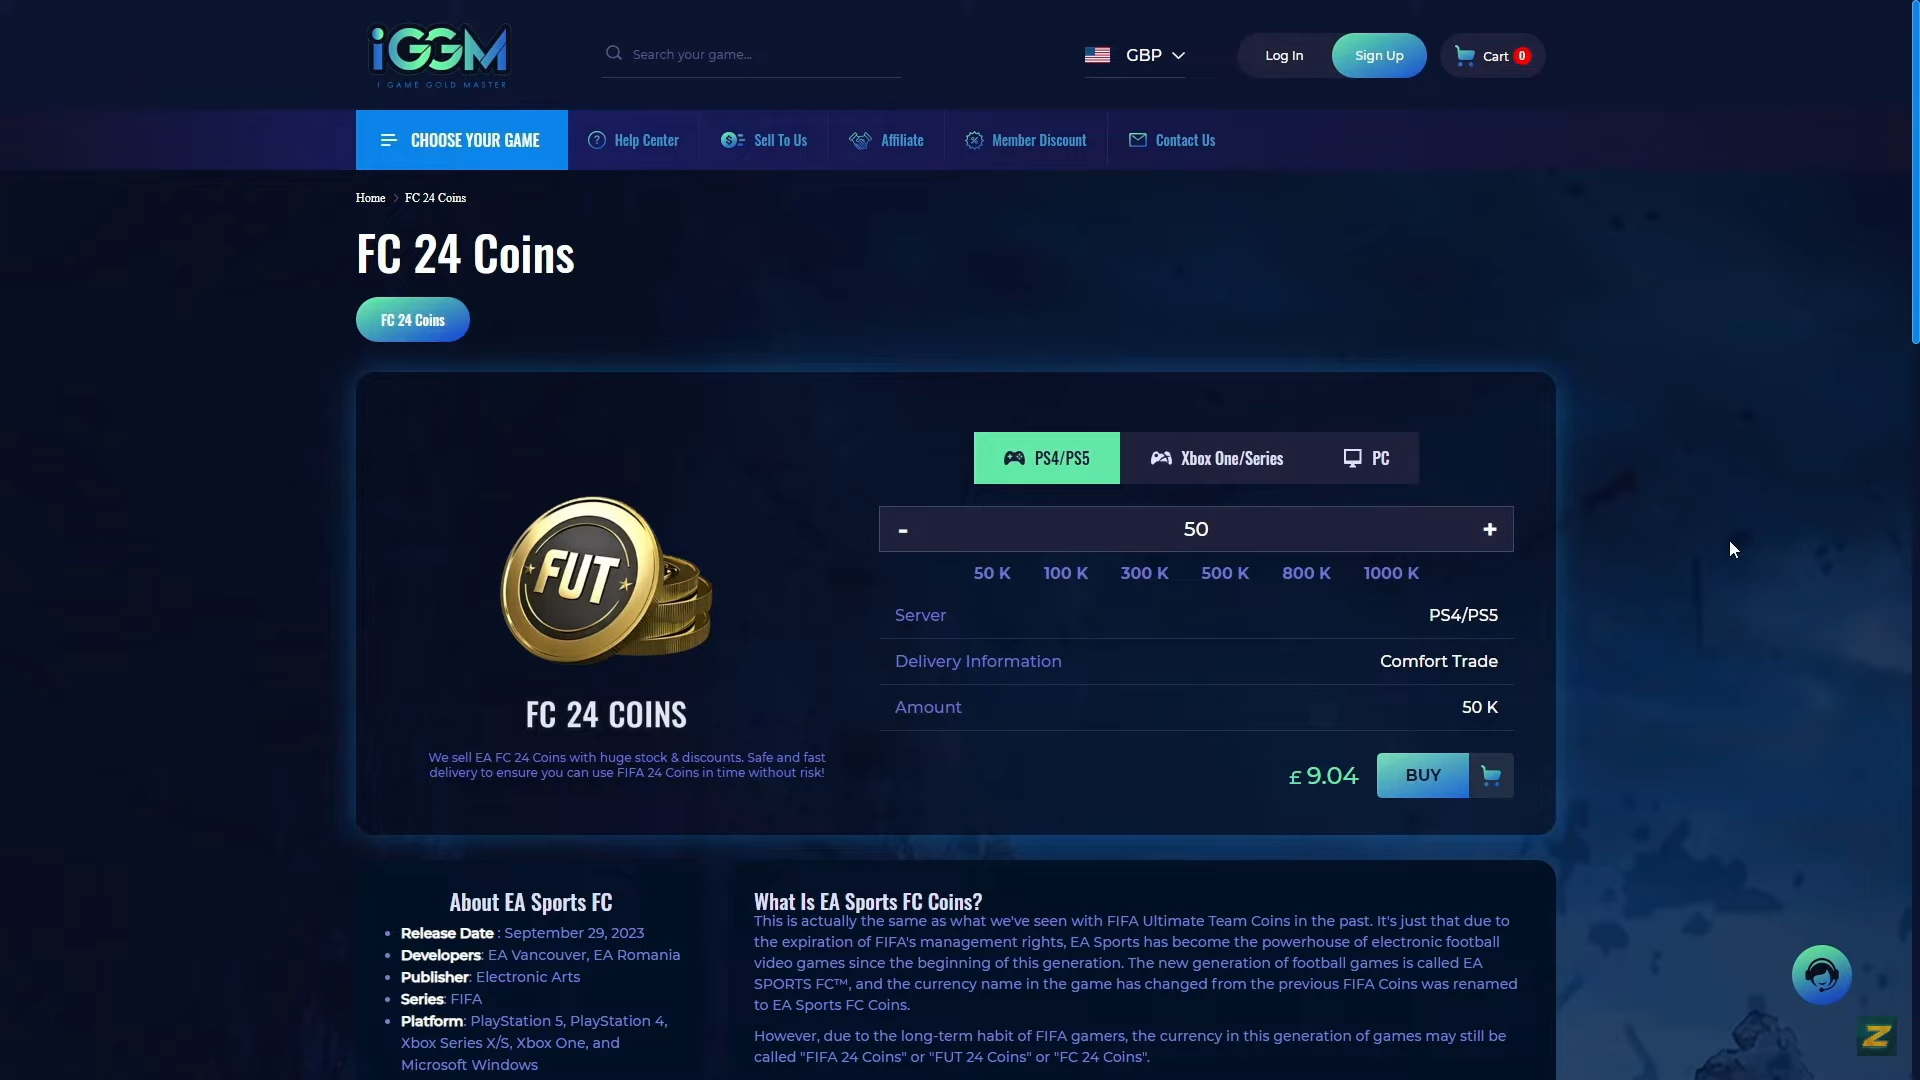 iGGM
I GAME GOLD MASTER
Search your game...
GBP
Log In
Sign Up
Cart 0
CHOOSE YOUR GAME
Help Center
Sell To Us
Affiliate
Member Discount
Contact Us
Home > FC 24 Coins
FC 24 Coins
FC 24 Coins
PS4/PS5
Xbox One/Series
PC
- 50 +
50 K 100 K 300 K 500 K 800 K 1000 K
Server PS4/PS5
Delivery Information Comfort Trade
Amount 50 K
£ 9.04
BUY
FUT
FC 24 COINS
We sell EA FC 24 Coins with huge stock & discounts. Safe and fast
delivery to ensure you can use FIFA 24 Coins in time without risk!
About EA Sports FC
• Release Date : September 29, 2023
• Developers: EA Vancouver, EA Romania
• Publisher: Electronic Arts
• Series: FIFA
• Platform: PlayStation 5, PlayStation 4,
Xbox Series X/S, Xbox One, and
Microsoft Windows
What Is EA Sports FC Coins?
This is actually the same as what we've seen with FIFA Ultimate Team Coins in the past. It's just that due to
the expiration of FIFA's management rights, EA Sports has become the powerhouse of electronic football
video games since the beginning of this generation. The new generation of football games is called EA
SPORTS FC™, and the currency name in the game has changed from the previous FIFA Coins was renamed
to EA Sports FC Coins.
However, due to the long-term habit of FIFA gamers, the currency in this generation of games may still be
called "FIFA 24 Coins" or "FUT 24 Coins" or "FC 24 Coins".
Z